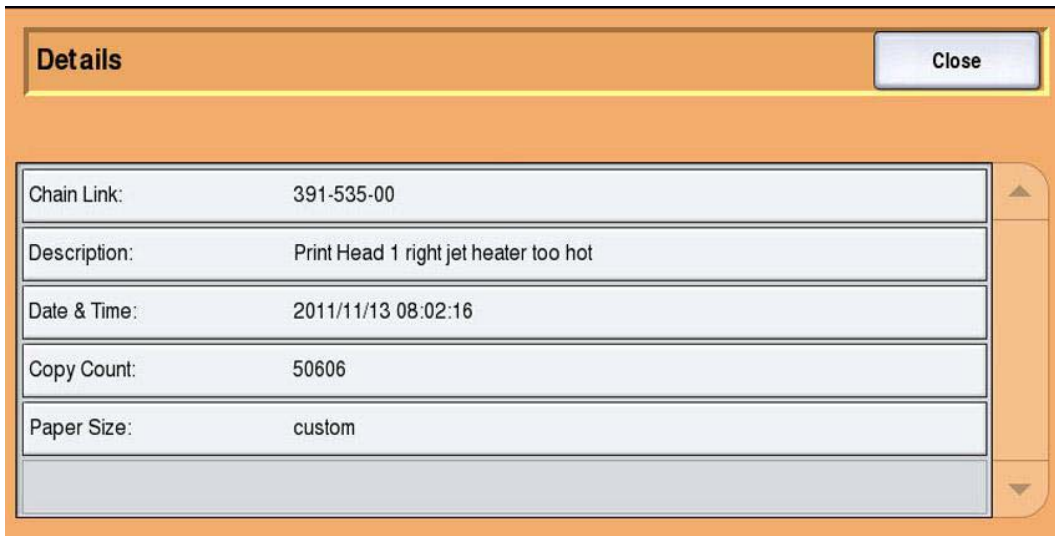 Details
Close
Chain Link: 391-535-00
Description: Print Head 1 right jet heater too hot
Date & Time: 2011/11/13 08:02:16
Copy Count: 50606
Paper Size: custom